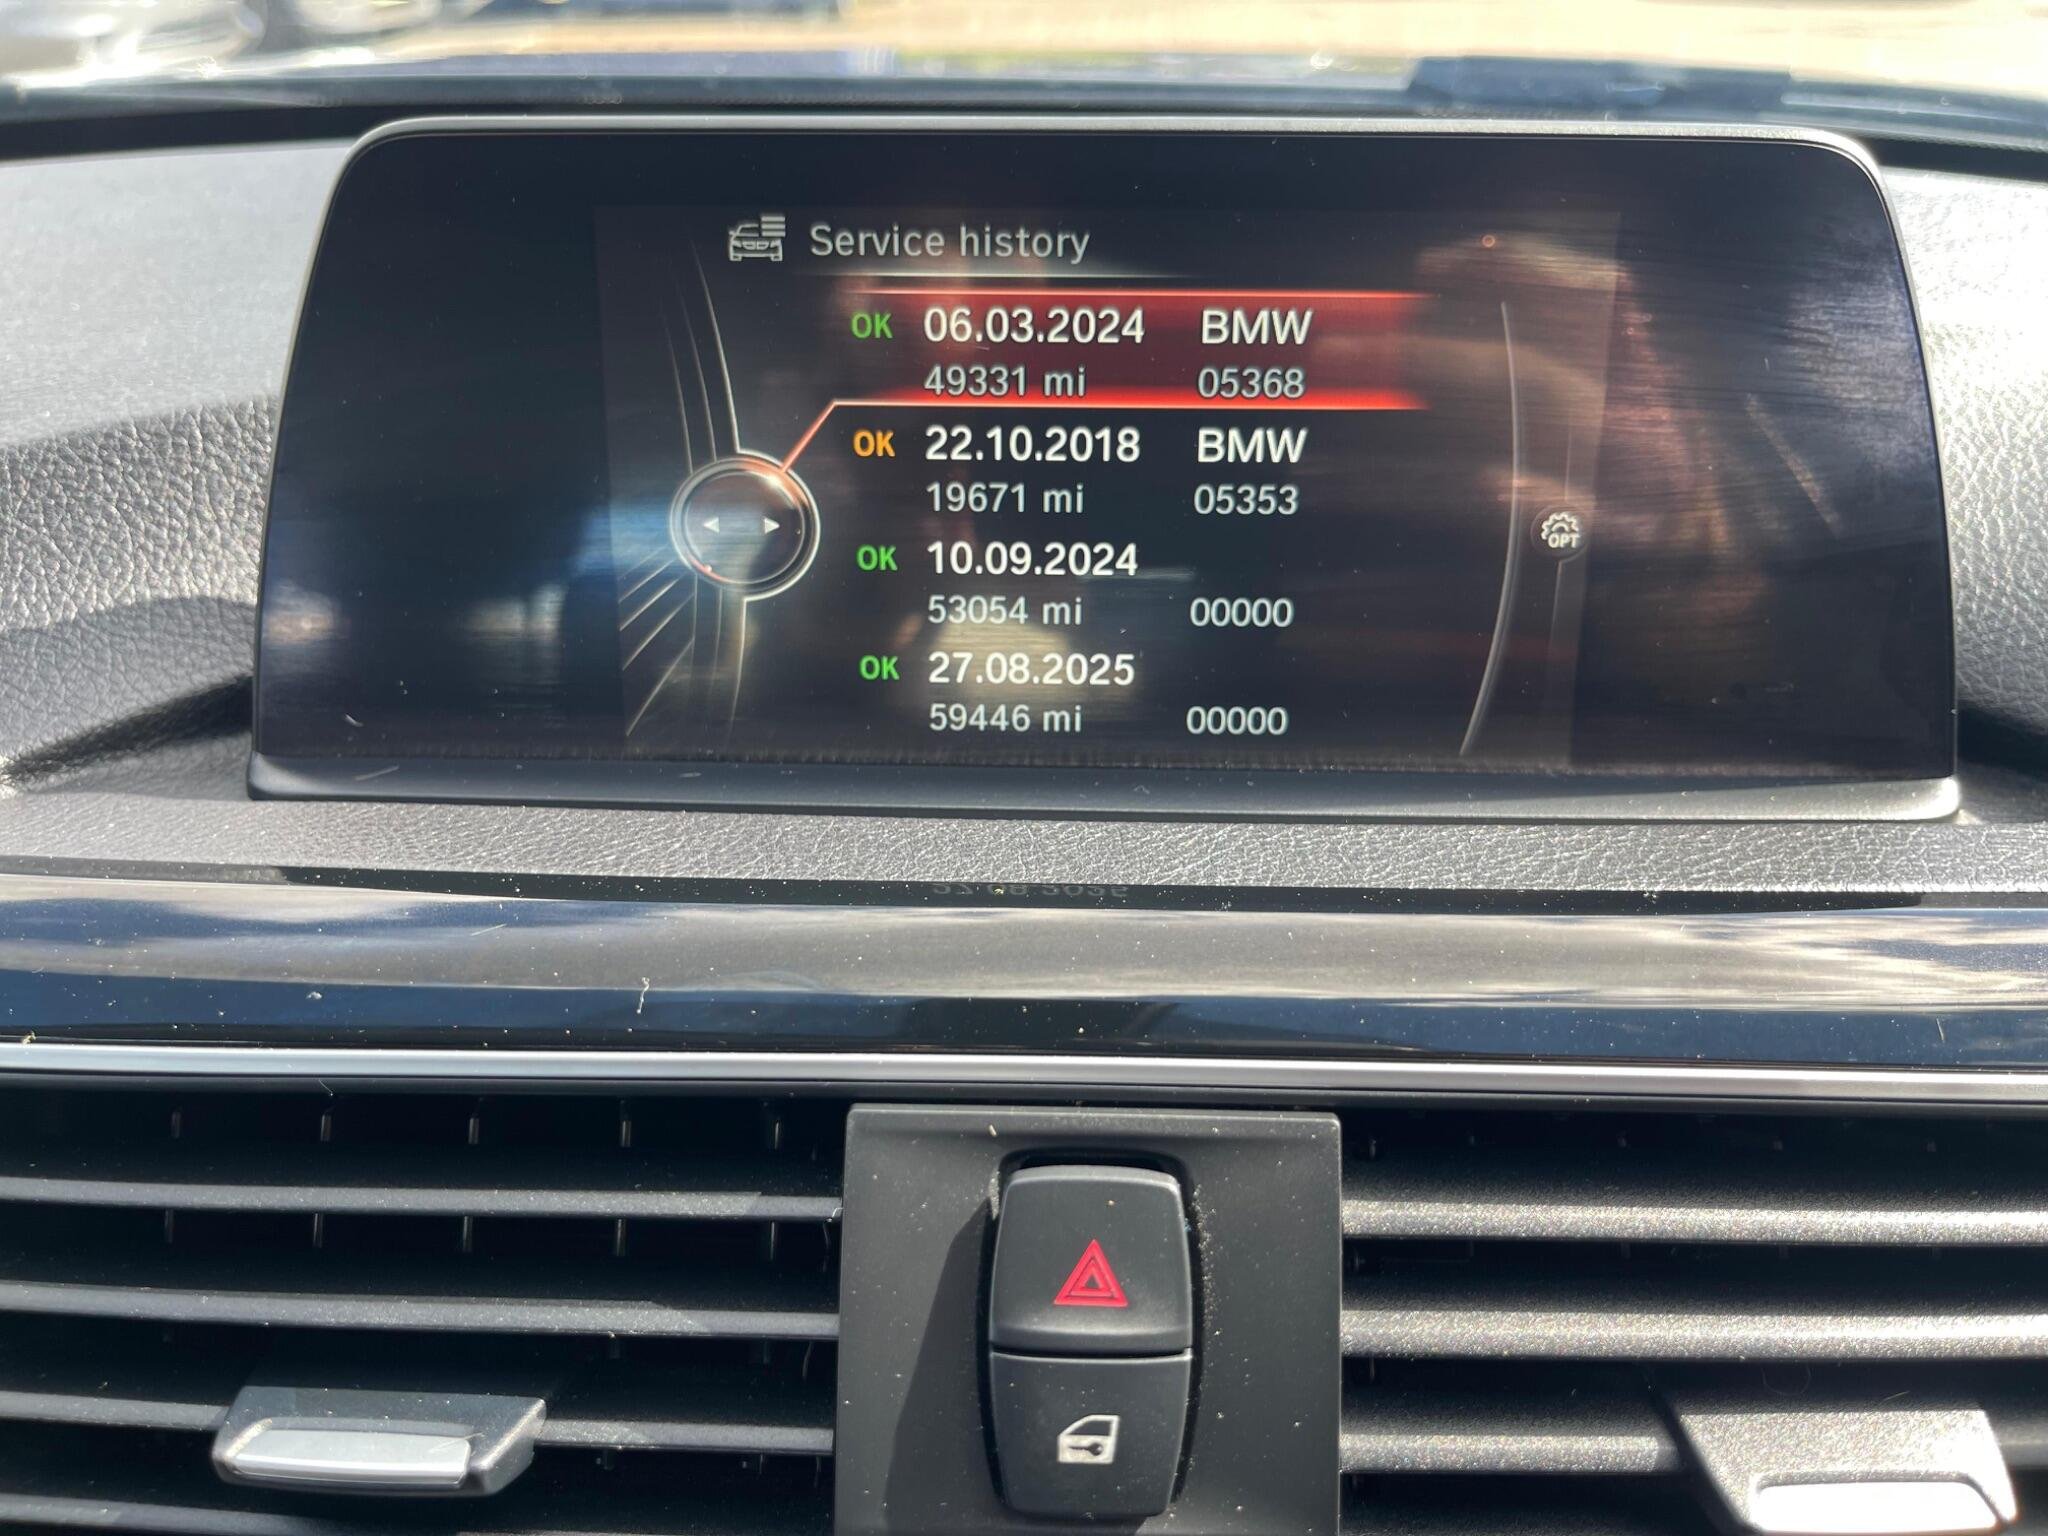 Service history
OK 06.03.2024 BMW
49331 mi 05368
OK 22.10.2018 BMW
19671 mi 05353
OK 10.09.2024
53054 mi 00000
OK 27.08.2025
59446 mi 00000
OPT